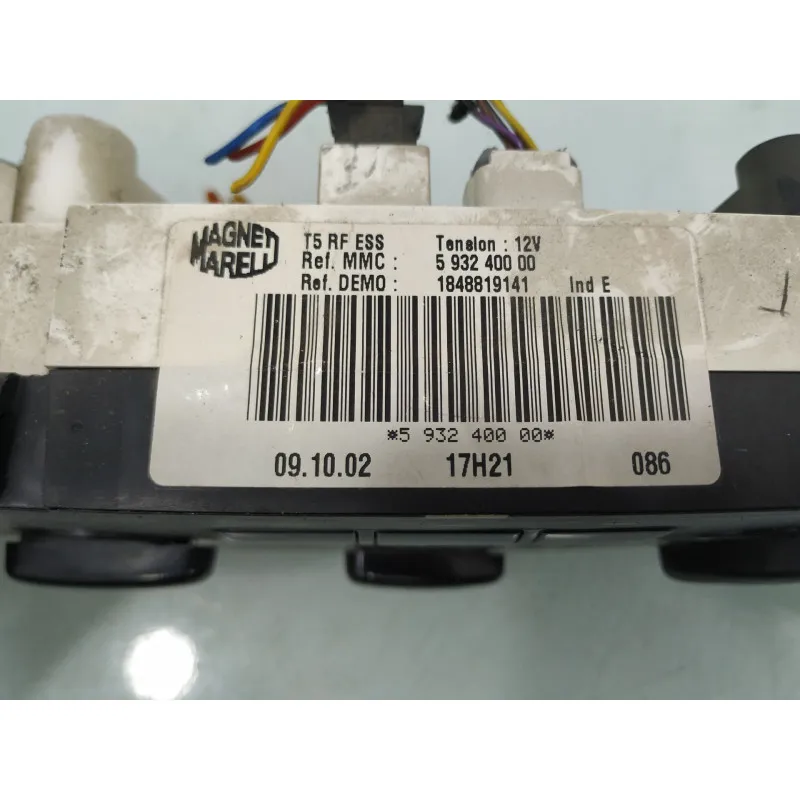 MAGNETI
MARELLI
T5 RF ESS Tension : 12V
Ref. MMC : 5 932 400 00
Ref. DEMO : 1848819141 Ind E
*5 932 400 00*
09.10.02 17H21 086